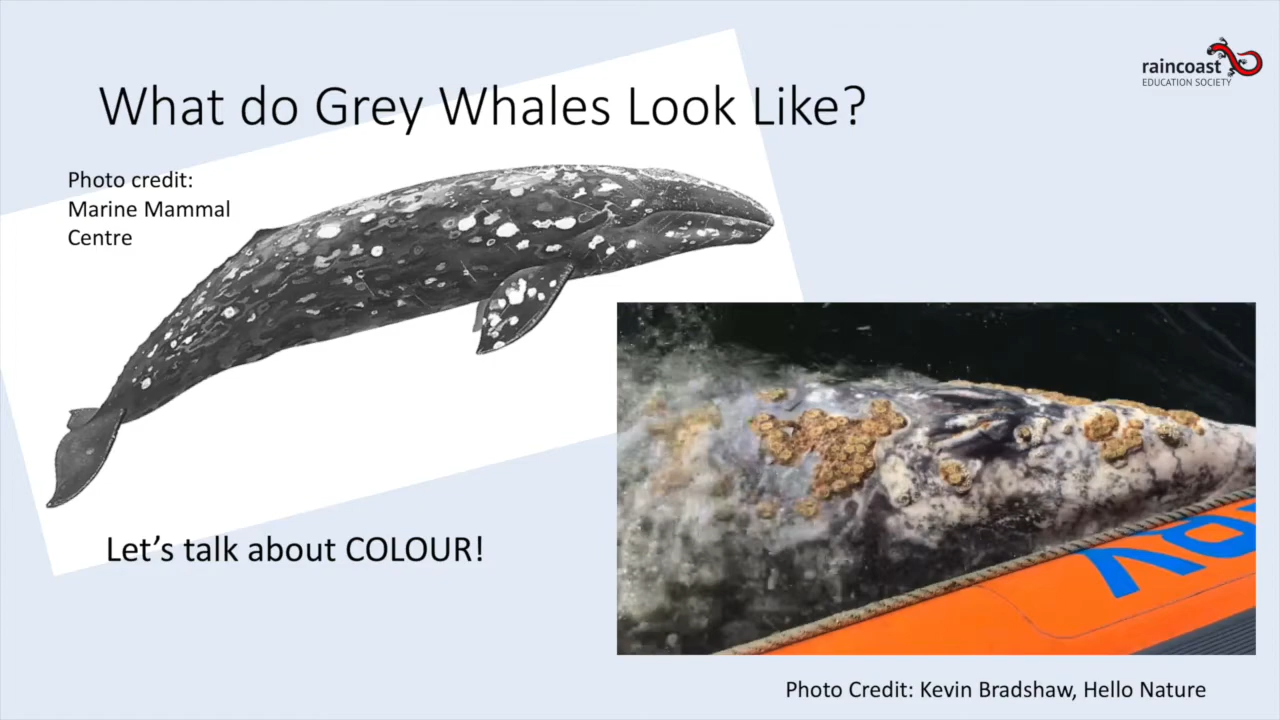 raincoast
EDUCATION SOCIETY
What do Grey Whales Look Like?
Photo credit:
Marine Mammal
Centre
Let's talk about COLOUR!
Photo Credit: Kevin Bradshaw, Hello Nature